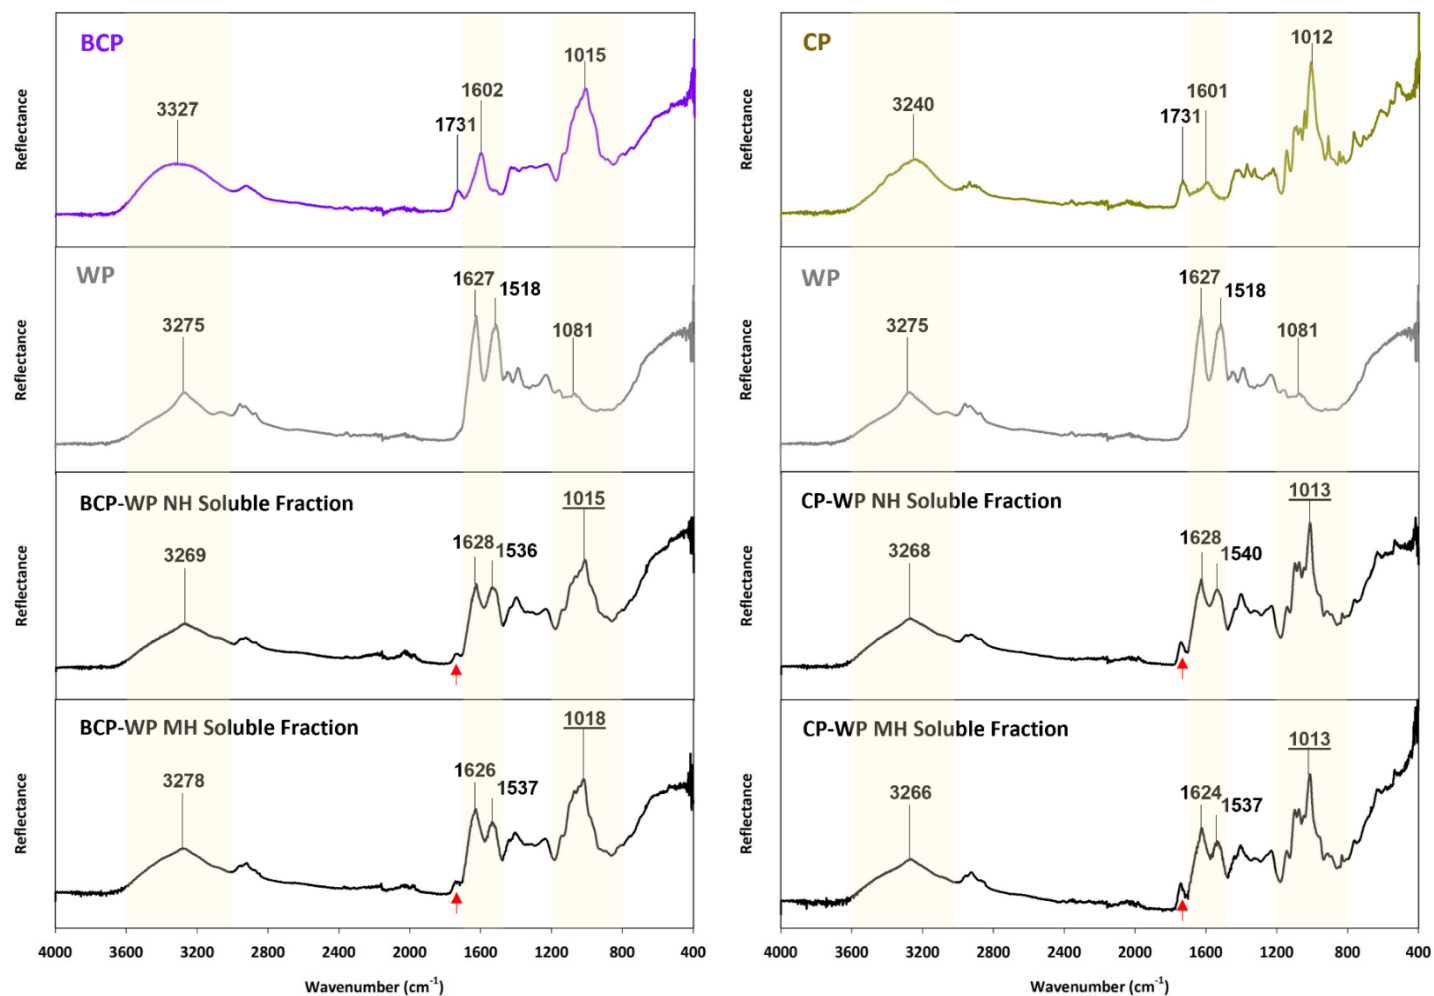 BCP
3327
1731
1602
1015
Reflectance
WP
3275
1627
1518
1081
Reflectance
BCP-WP NH Soluble Fraction
3269
1628
1536
1015
Reflectance
BCP-WP MH Soluble Fraction
3278
1626
1537
1018
Reflectance
4000 3600 3200 2800 2400 2000 1600 1200 800 400
Wavenumber (cm⁻¹)
CP
3240
1731
1601
1012
Reflectance
WP
3275
1627
1518
1081
Reflectance
CP-WP NH Soluble Fraction
3268
1628
1540
1013
Reflectance
CP-WP MH Soluble Fraction
3266
1624
1537
1013
Reflectance
4000 3600 3200 2800 2400 2000 1600 1200 800 400
Wavenumber (cm⁻¹)